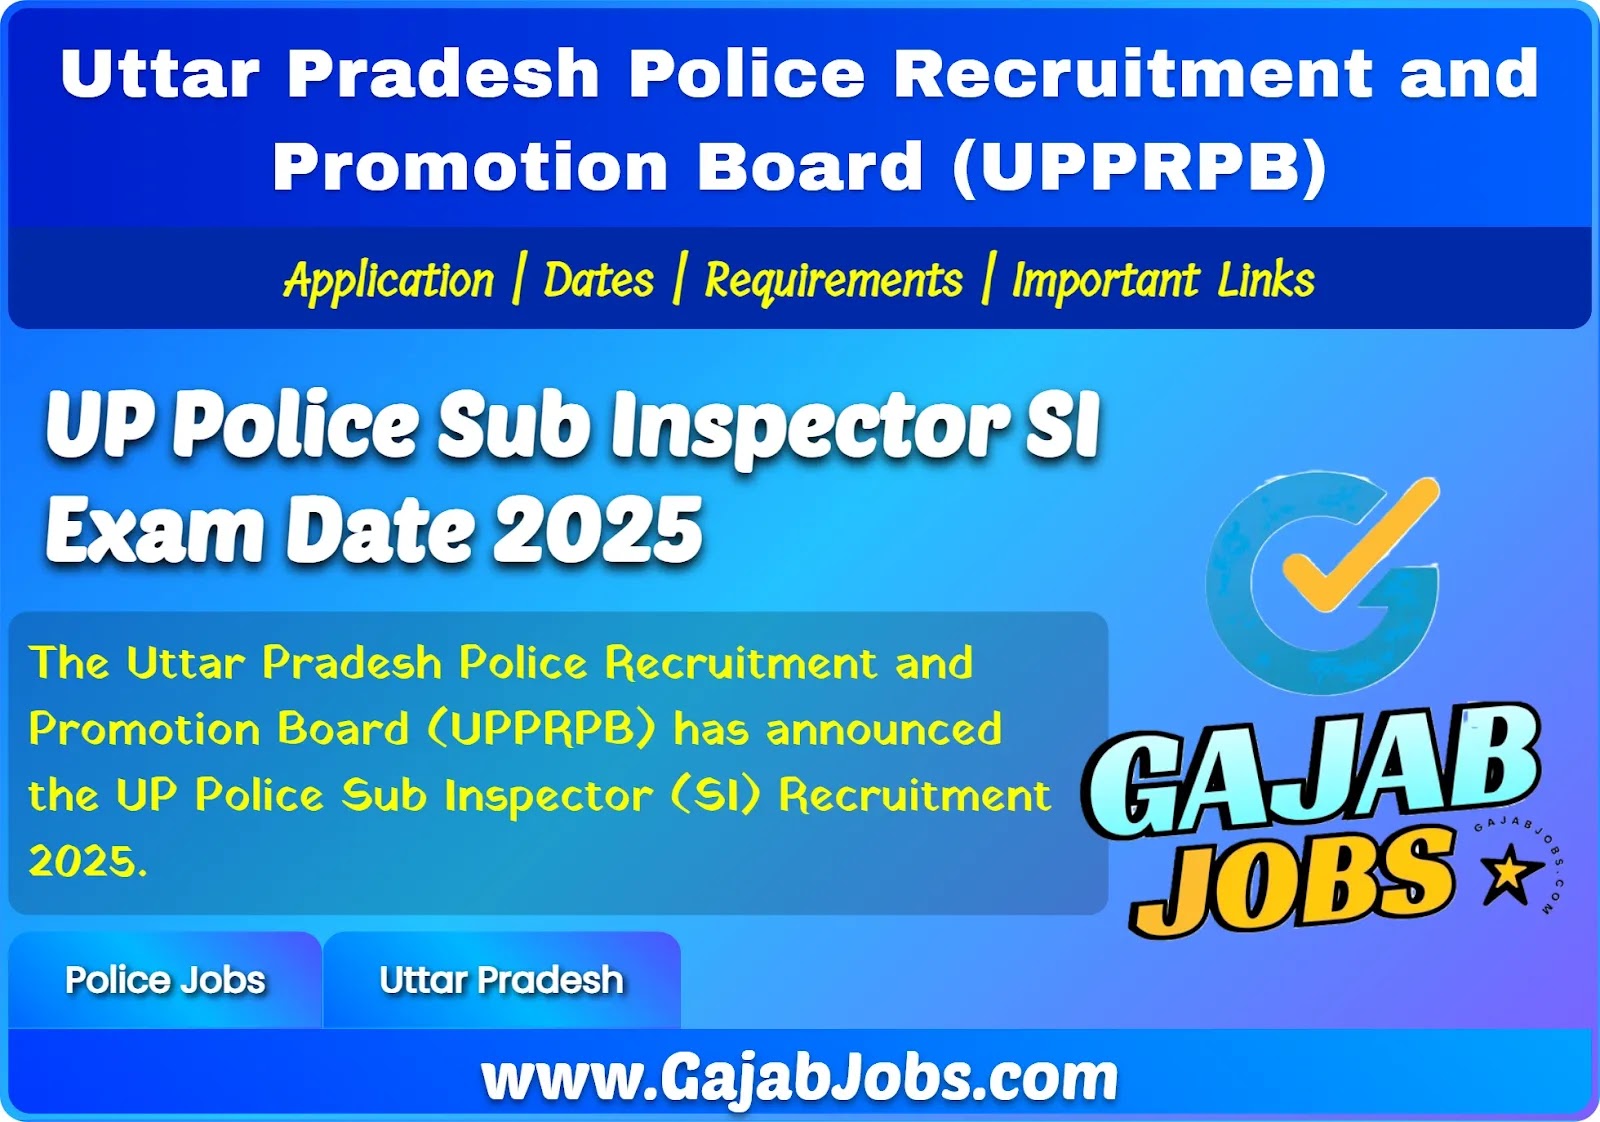 Uttar Pradesh Police Recruitment and
Promotion Board (UPPRPB)
Application | Dates | Requirements | Important Links
UP Police Sub Inspector SI
Exam Date 2025
The Uttar Pradesh Police Recruitment and
Promotion Board (UPPRPB) has announced
the UP Police Sub Inspector (SI) Recruitment
2025.
GAJAB
JOBS
GAJABJOBS.COM
Police Jobs
Uttar Pradesh
www.GajabJobs.com